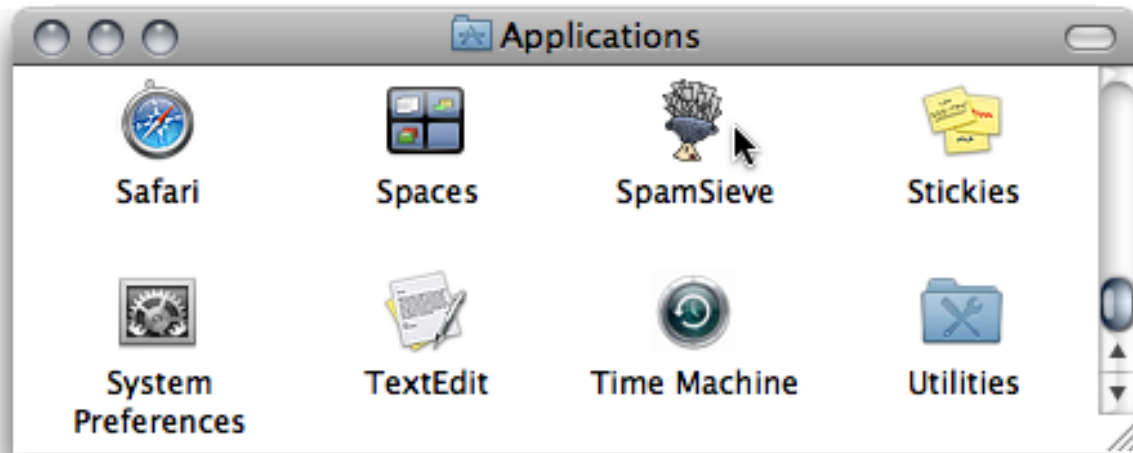 Applications
Safari
Spaces
SpamSieve
Stickies
System
Preferences
TextEdit
Time Machine
Utilities